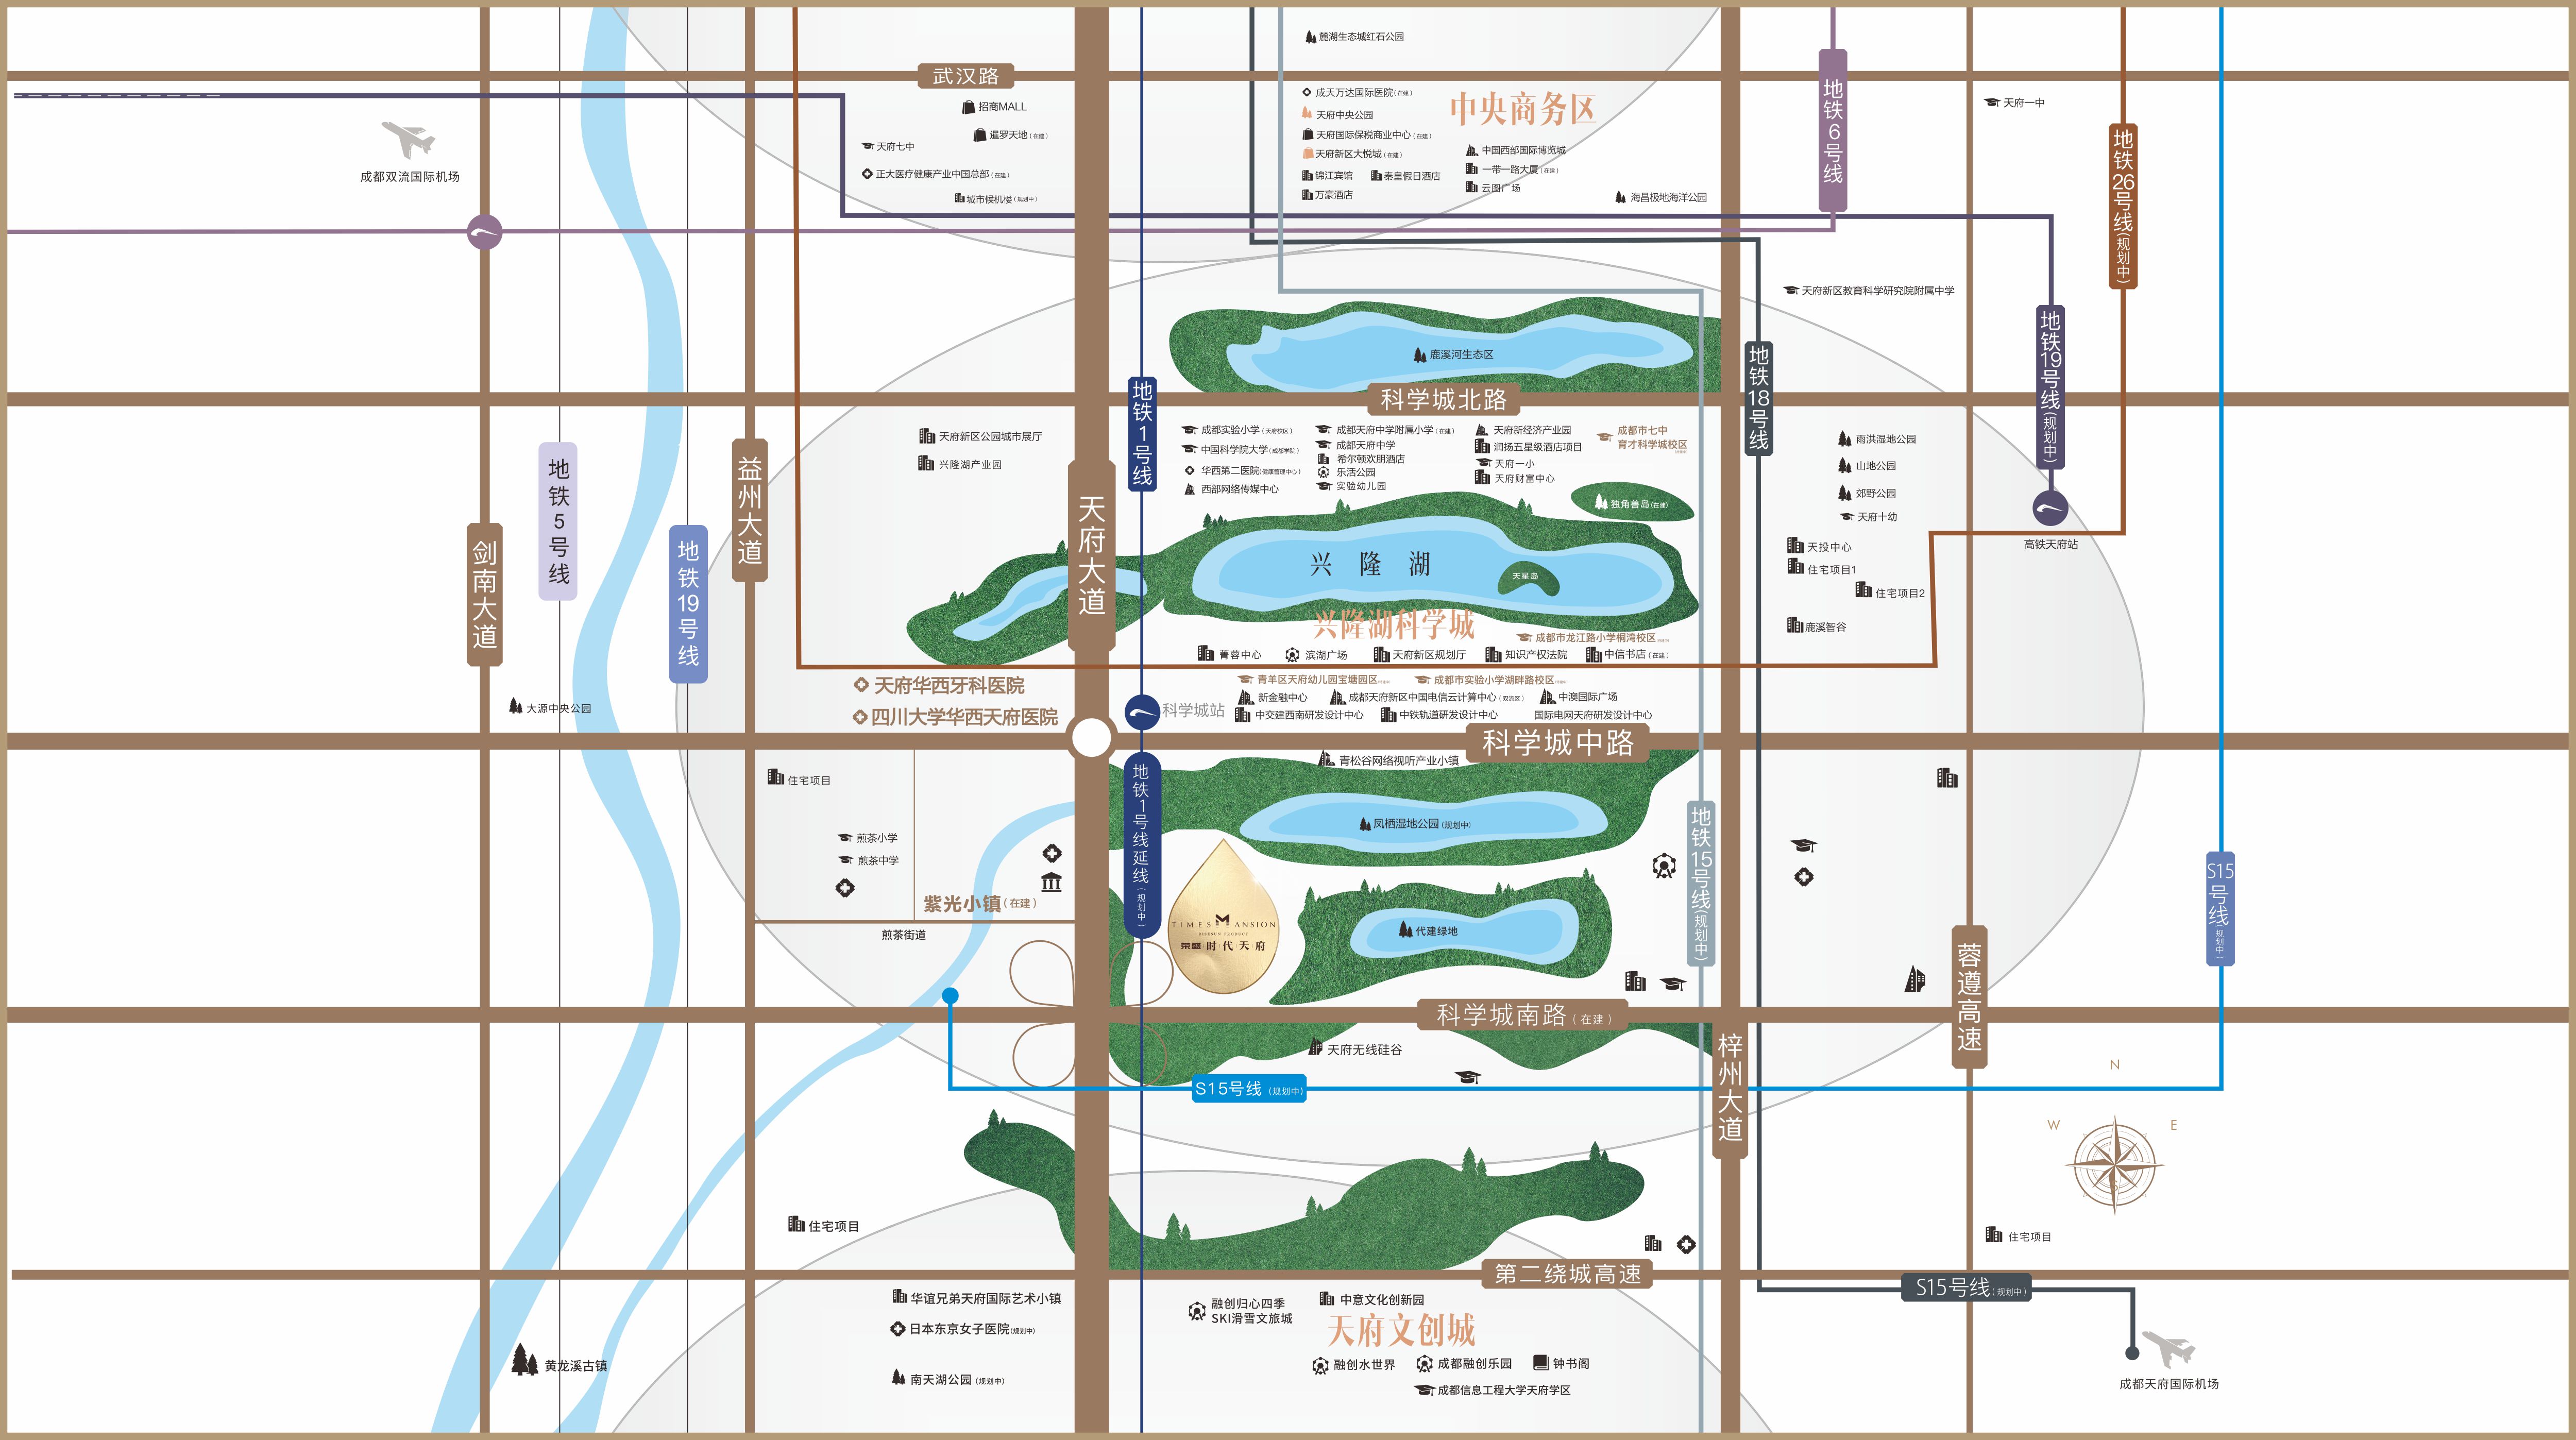 麓湖生态城红石公园
武汉路
成天万达国际医院(在建)
中央商务区
招商MALL
天府中央公园
天府一中
暹罗天地(在建)
天府国际保税商业中心(在建)
天府七中
天府新区大悦城(在建)
中国西部国际博览城
成都双流国际机场
正大医疗健康产业中国总部(在建)
锦江宾馆
秦皇假日酒店
一带一路大厦(在建)
云图广场
城市候机楼(规划中)
万豪酒店
海昌极地海洋公园
地铁6号线
地铁26号线(规划中)
天府新区教育科学研究院附属中学
地铁19号线(规划中)
鹿溪河生态区
科学城北路
地铁1号线
地铁18号线
天府新区公园城市展厅
兴隆湖产业园
成都实验小学(天府校区)
成都天府中学附属小学(在建)
天府新经济产业园
成都市七中
育才科学城校区
中国科学院大学(成都学院)
成都天府中学
润扬五星级酒店项目
希尔顿欢朋酒店
天府一小
华西第二医院(健康管理中心)
乐活公园
天府财富中心
西部网络传媒中心
实验幼儿园
独角兽岛(在建)
雨洪湿地公园
山地公园
郊野公园
天府十幼
高铁天府站
天投中心
住宅项目1
住宅项目2
鹿溪智谷
地铁5号线
益州大道
剑南大道
地铁19号线
天府大道
兴隆湖
天星岛
兴隆湖科学城
成都市龙江路小学桐湾校区
菁蓉中心
滨湖广场
天府新区规划厅
知识产权法院
中信书店(在建)
天府华西牙科医院
四川大学华西天府医院
青羊区天府幼儿园宝塘园区
成都市实验小学湖畔路校区
新金融中心
成都天府新区中国电信云计算中心(双流区)
中澳国际广场
大源中央公园
科学城站
中交建西南研发设计中心
中铁轨道研发设计中心
国际电网天府研发设计中心
科学城中路
青松谷网络视听产业小镇
住宅项目
地铁1号线延线(规划中)
凤栖湿地公园(规划中)
地铁15号线(规划中)
煎茶小学
煎茶中学
S15号线(规划中)
紫光小镇(在建)
煎茶街道
TIMES MANSION
荣盛 时代天府
代建绿地
蓉遵高速
科学城南路(在建)
天府无线硅谷
梓州大道
S15号线(规划中)
N
W
E
S
住宅项目
住宅项目
第二绕城高速
S15号线(规划中)
华谊兄弟天府国际艺术小镇
融创归心四季
SKI滑雪文旅城
中意文化创新园
日本东京女子医院(规划中)
天府文创城
黄龙溪古镇
融创水世界
成都融创乐园
钟书阁
南天湖公园(规划中)
成都信息工程大学天府学区
成都天府国际机场